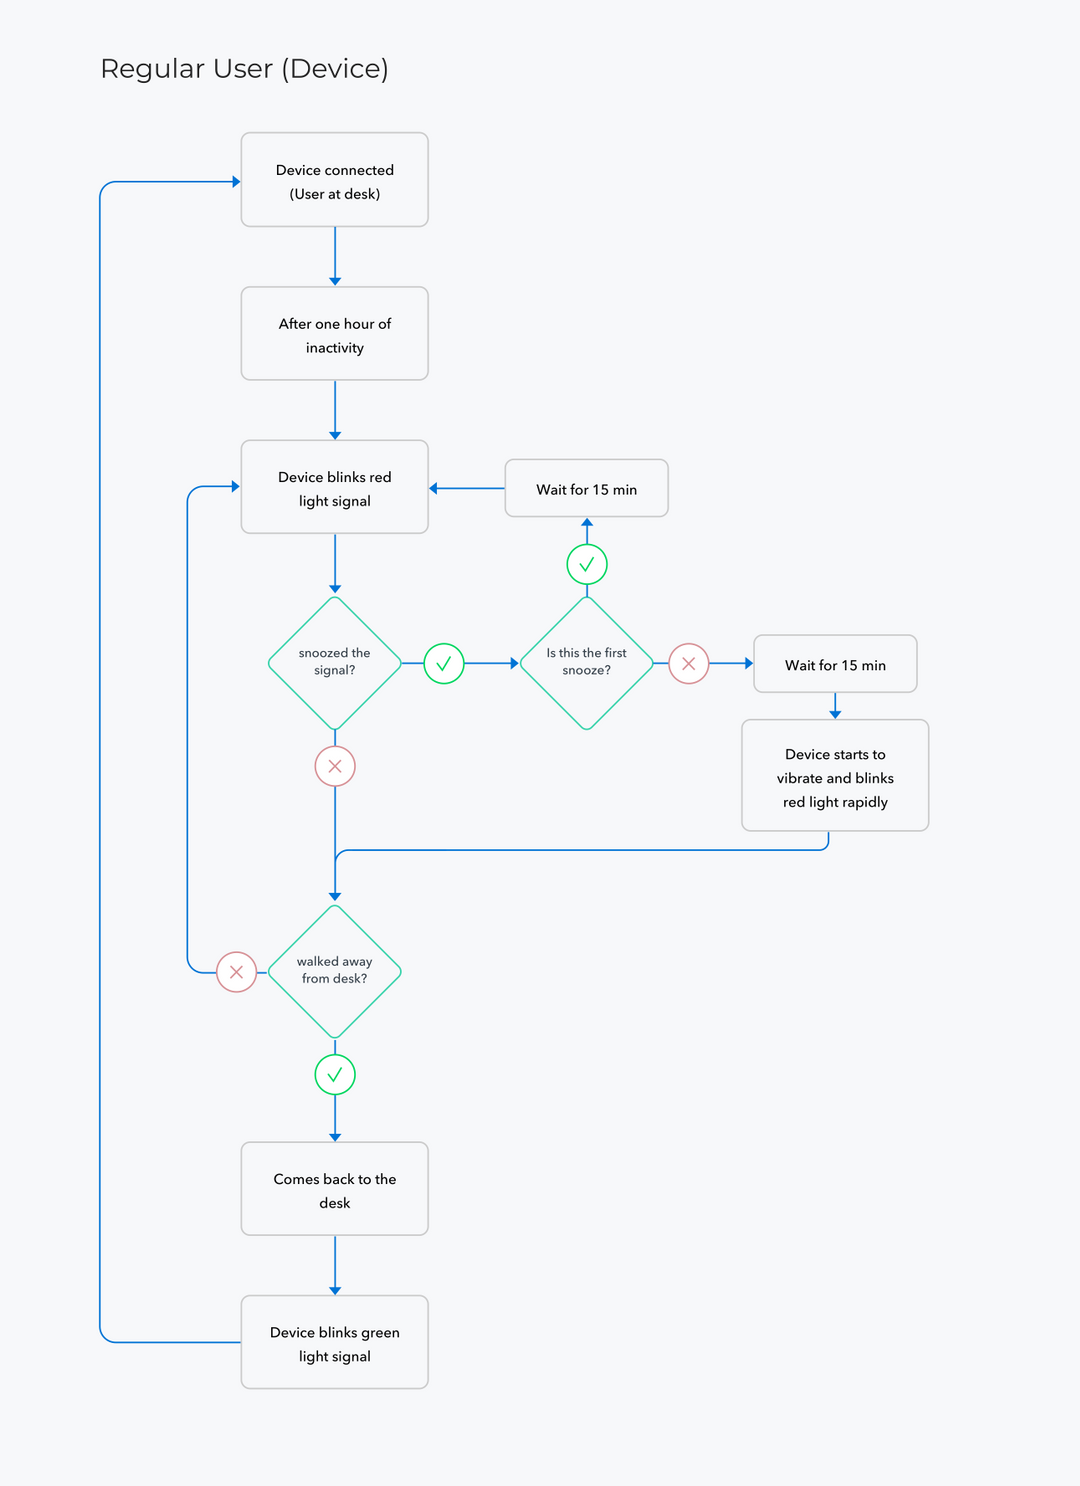 Regular User (Device)
Device connected
(User at desk)
After one hour of
inactivity
Device blinks red
light signal
Wait for 15 min
snoozed the
signal?
Is this the first
snooze?
Wait for 15 min
Device starts to
vibrate and blinks
red light rapidly
walked away
from desk?
Comes back to the
desk
Device blinks green
light signal